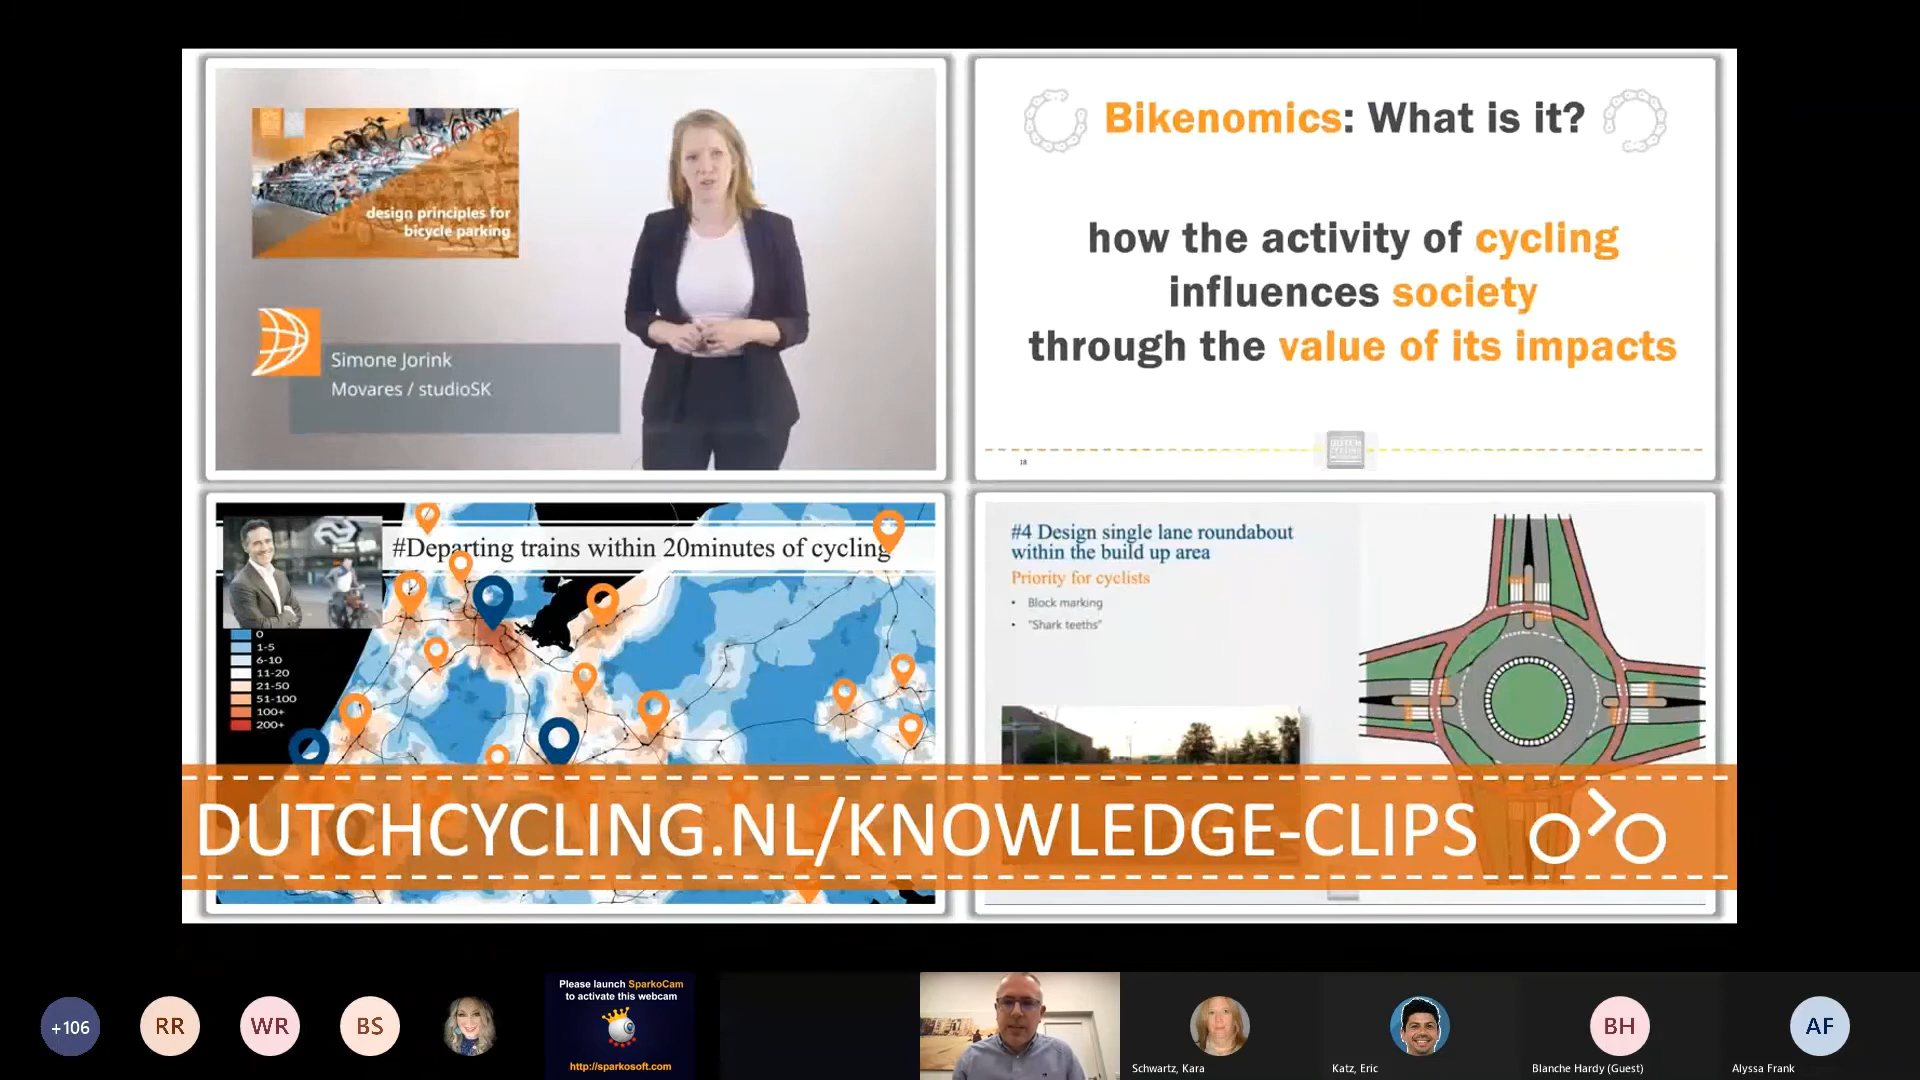 design principles for
bicycle parking
Simone Jorink
Movares / studioSK
Bikenomics: What is it?
how the activity of cycling
influences society
through the value of its impacts
DUTCH
18
#Departing trains within 20minutes of cycling
0
1-5
6-10
11-20
21-50
51-100
100+
200+
#4 Design single lane roundabout
within the build up area
Priority for cyclists
• Block marking
• "Shark teeths"
DUTCHCYCLING.NL/KNOWLEDGE-CLIPS
+106
RR
WR
BS
Please launch SparkoCam
to activate this webcam
http://sparkosoft.com
Schwartz, Kara
Katz, Eric
BH
Blanche Hardy (Guest)
AF
Alyssa Frank